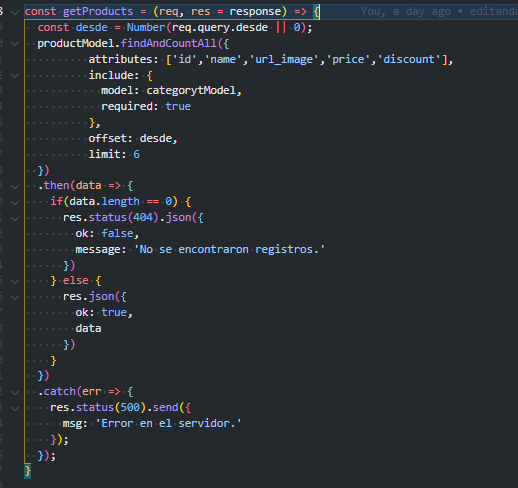 const getProducts = (req, res = response) => { You, a day ago • editando
const desde = Number(req.query.desde || 0);
productModel.findAndCountAll({
attributes: ['id','name','url_image','price','discount'],
include: {
model: categorytModel,
required: true
},
offset: desde,
limit: 6
})
.then(data => {
if(data.length == 0) {
res.status(404).json({
ok: false,
message: 'No se encontraron registros.'
})
} else {
res.json({
ok: true,
data
})
}
})
.catch(err => {
res.status(500).send({
msg: 'Error en el servidor.'
});
});
}